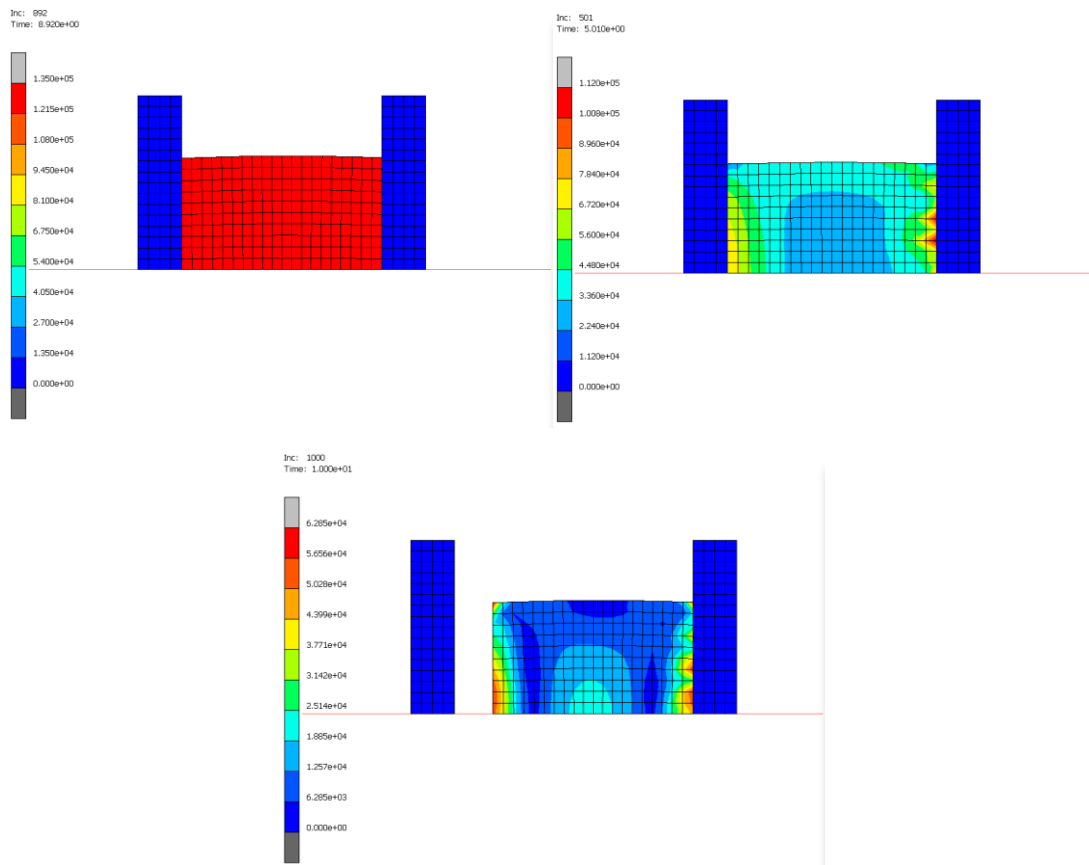 Inc: 892
Time: 8.920e+00
1.350e+05
1.215e+05
1.080e+05
9.450e+04
8.100e+04
6.750e+04
5.400e+04
4.050e+04
2.700e+04
1.350e+04
0.000e+00
Inc: 501
Time: 5.010e+00
1.120e+05
1.008e+05
8.960e+04
7.840e+04
6.720e+04
5.600e+04
4.480e+04
3.360e+04
2.240e+04
1.120e+04
0.000e+00
Inc: 1000
Time: 1.000e+01
6.285e+04
5.656e+04
5.028e+04
4.399e+04
3.771e+04
3.142e+04
2.514e+04
1.885e+04
1.257e+04
6.285e+03
0.000e+00